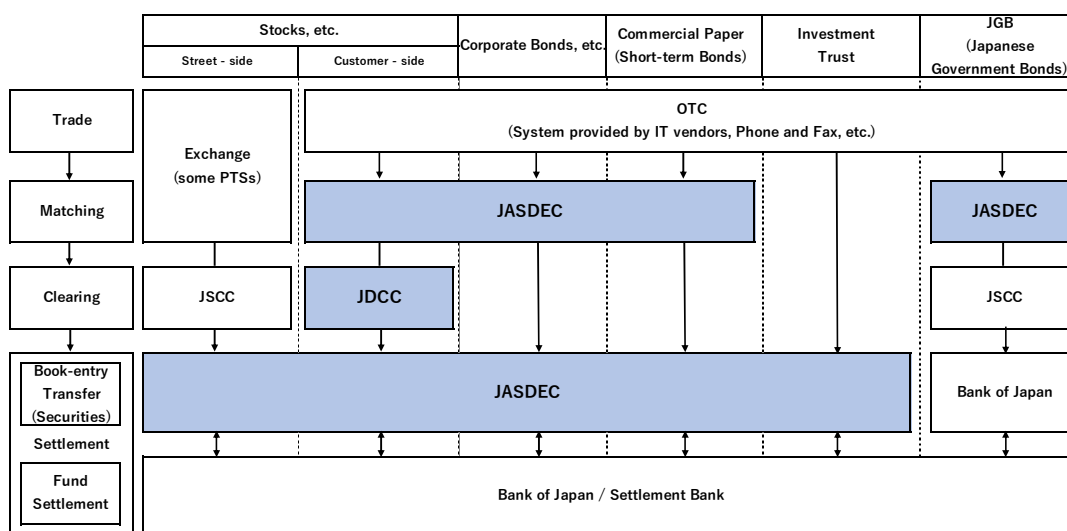 Stocks, etc.
Street - side
Customer - side
Corporate Bonds, etc.
Commercial Paper
(Short-term Bonds)
Investment
Trust
JGB
(Japanese
Government Bonds)
Trade
Exchange
(some PTSs)
OTC
(System provided by IT vendors, Phone and Fax, etc.)
Matching
JASDEC
JASDEC
Clearing
JSCC
JDCC
JSCC
Book-entry
Transfer
(Securities)
Settlement
Fund
Settlement
JASDEC
Bank of Japan
Bank of Japan / Settlement Bank